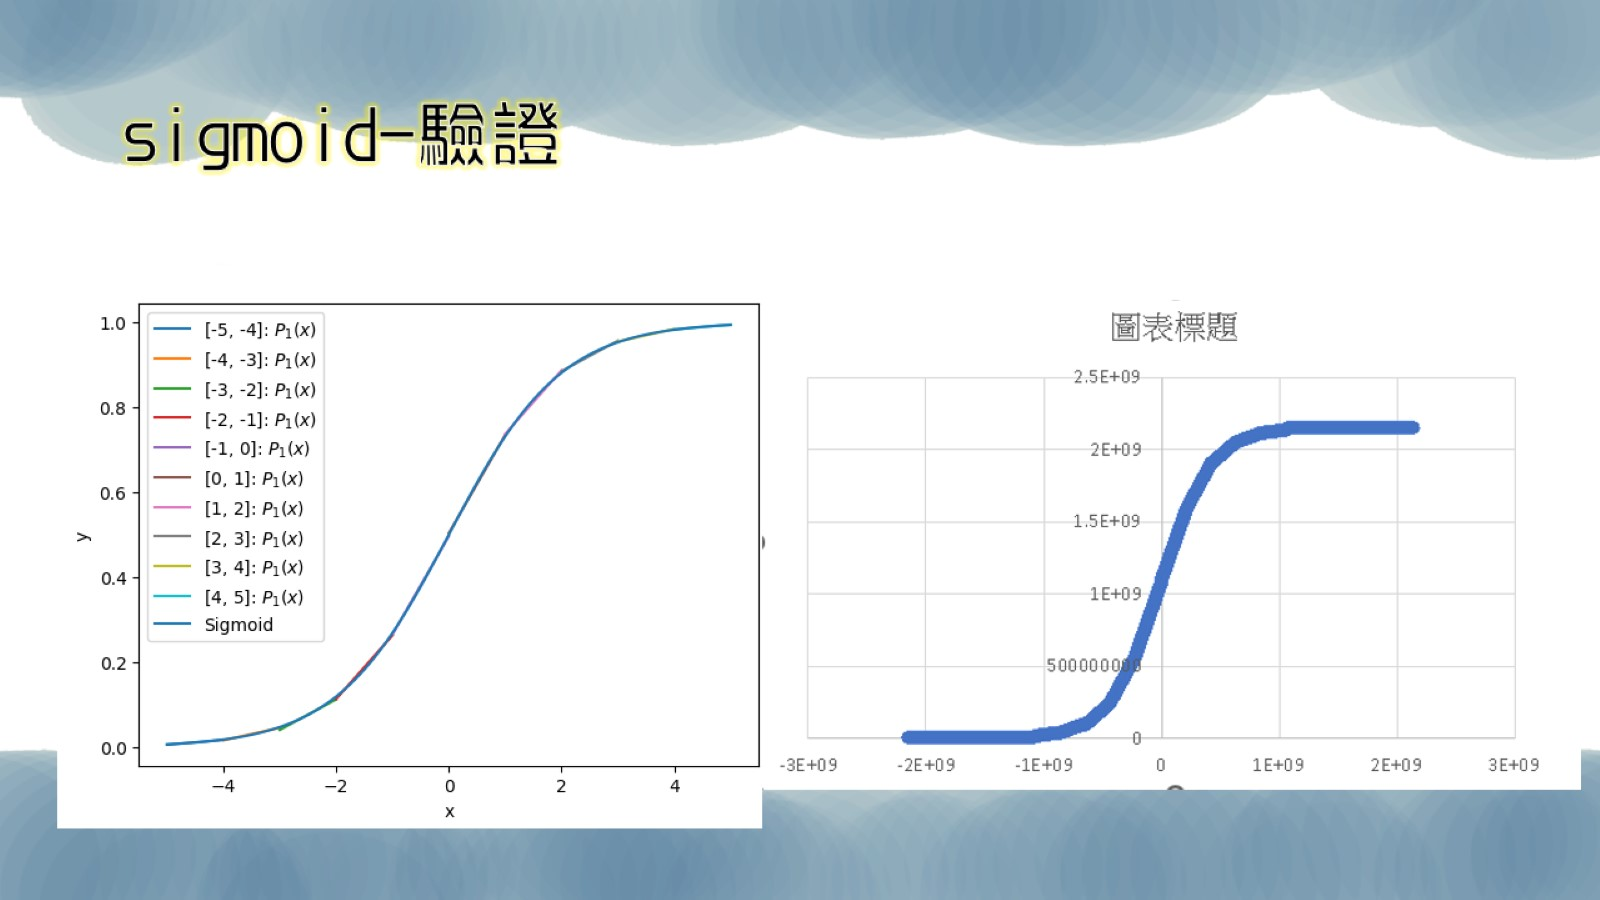 sigmoid-驗證
1.0
0.8
0.6
0.4
0.2
0.0
y
[-5, -4]: P₁(x)
[-4, -3]: P₁(x)
[-3, -2]: P₁(x)
[-2, -1]: P₁(x)
[-1, 0]: P₁(x)
[0, 1]: P₁(x)
[1, 2]: P₁(x)
[2, 3]: P₁(x)
[3, 4]: P₁(x)
[4, 5]: P₁(x)
Sigmoid
−4 −2 0 2 4
x
圖表標題
2.5E+09
2E+09
1.5E+09
1E+09
500000000
0
-3E+09 -2E+09 -1E+09 0 1E+09 2E+09 3E+09